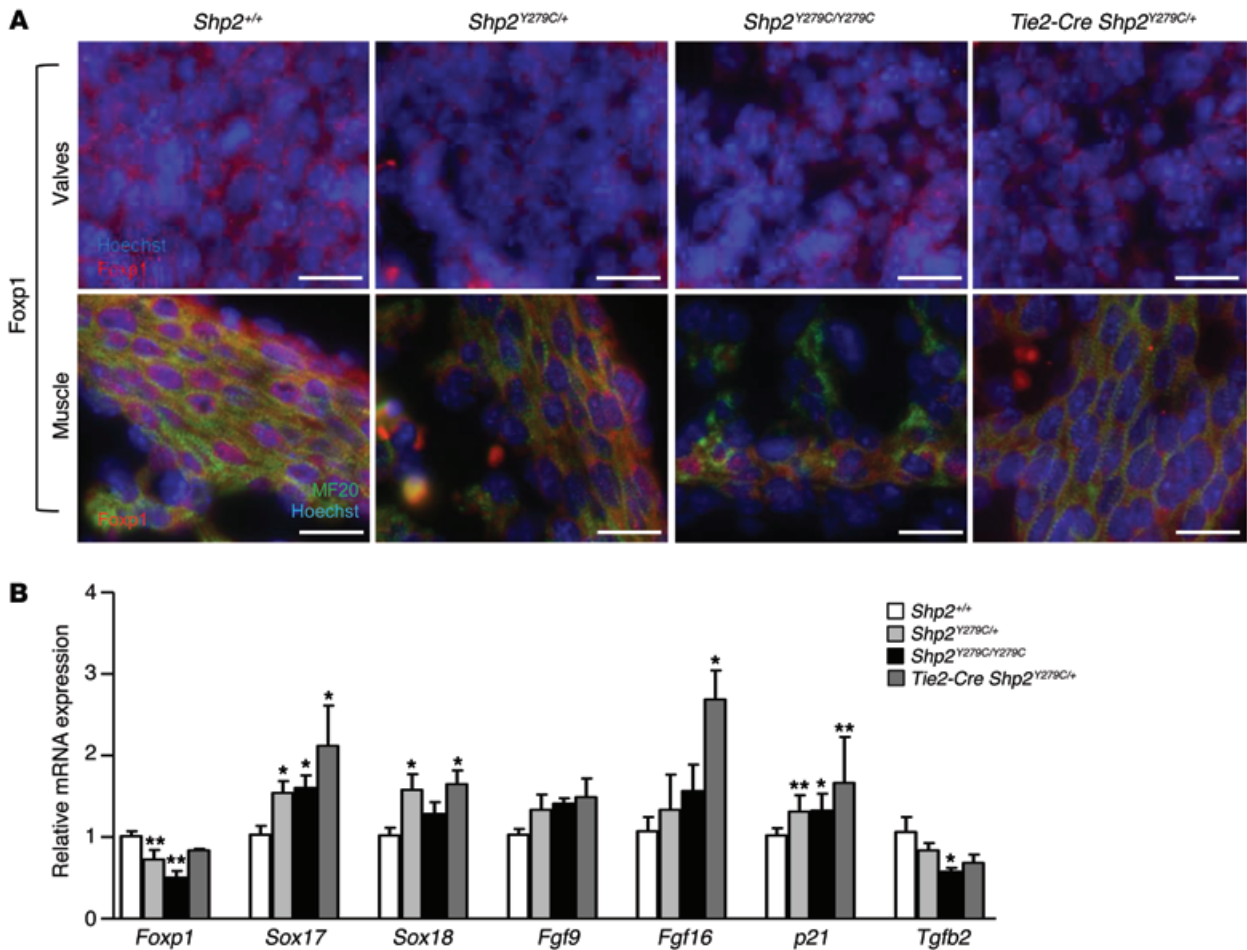 A
Shp2+/+ Shp2Y279C/+ Shp2Y279C/Y279C Tie2-Cre Shp2Y279C/+
Foxp1
Valves
Hoechst
Foxp1
Muscle
MF20
Foxp1 Hoechst
B
Relative mRNA expression
4
3
2
1
0
Shp2+/+
Shp2Y279C/+
Shp2Y279C/Y279C
Tie2-Cre Shp2Y279C/+
** **
* * *
* *
*
** * **
*
Foxp1 Sox17 Sox18 Fgf9 Fgf16 p21 Tgfb2